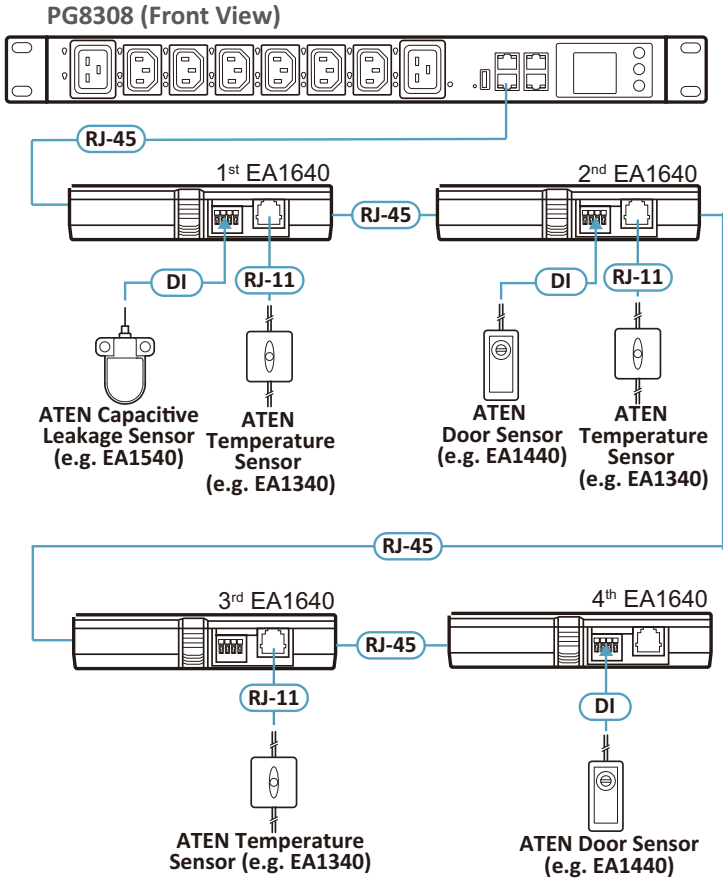 PG8308 (Front View)
RJ-45
1st EA1640
2nd EA1640
RJ-45
DI
RJ-11
DI
RJ-11
ATEN Capacitive
Leakage Sensor
(e.g. EA1540)
ATEN
Temperature
Sensor
(e.g. EA1340)
ATEN
Door Sensor
(e.g. EA1440)
ATEN
Temperature
Sensor
(e.g. EA1340)
RJ-45
3rd EA1640
4th EA1640
RJ-45
RJ-11
DI
ATEN Temperature
Sensor (e.g. EA1340)
ATEN Door Sensor
(e.g. EA1440)